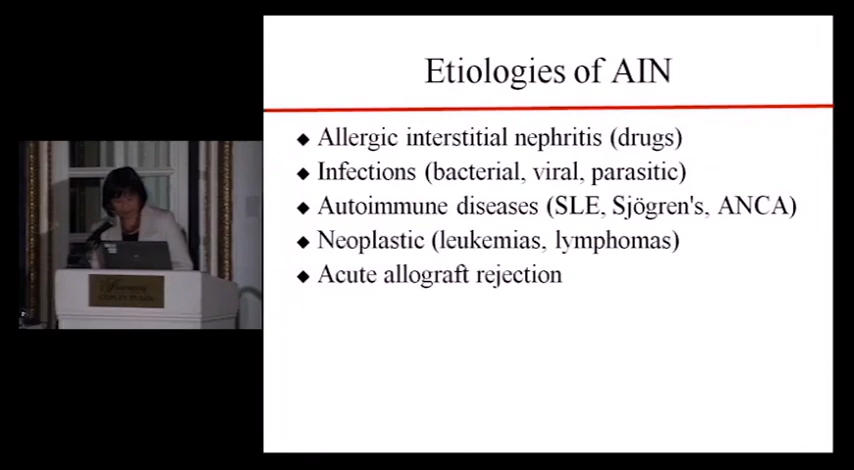 Etiologies of AIN
◆ Allergic interstitial nephritis (drugs)
◆ Infections (bacterial, viral, parasitic)
◆ Autoimmune diseases (SLE, Sjögren's, ANCA)
◆ Neoplastic (leukemias, lymphomas)
◆ Acute allograft rejection